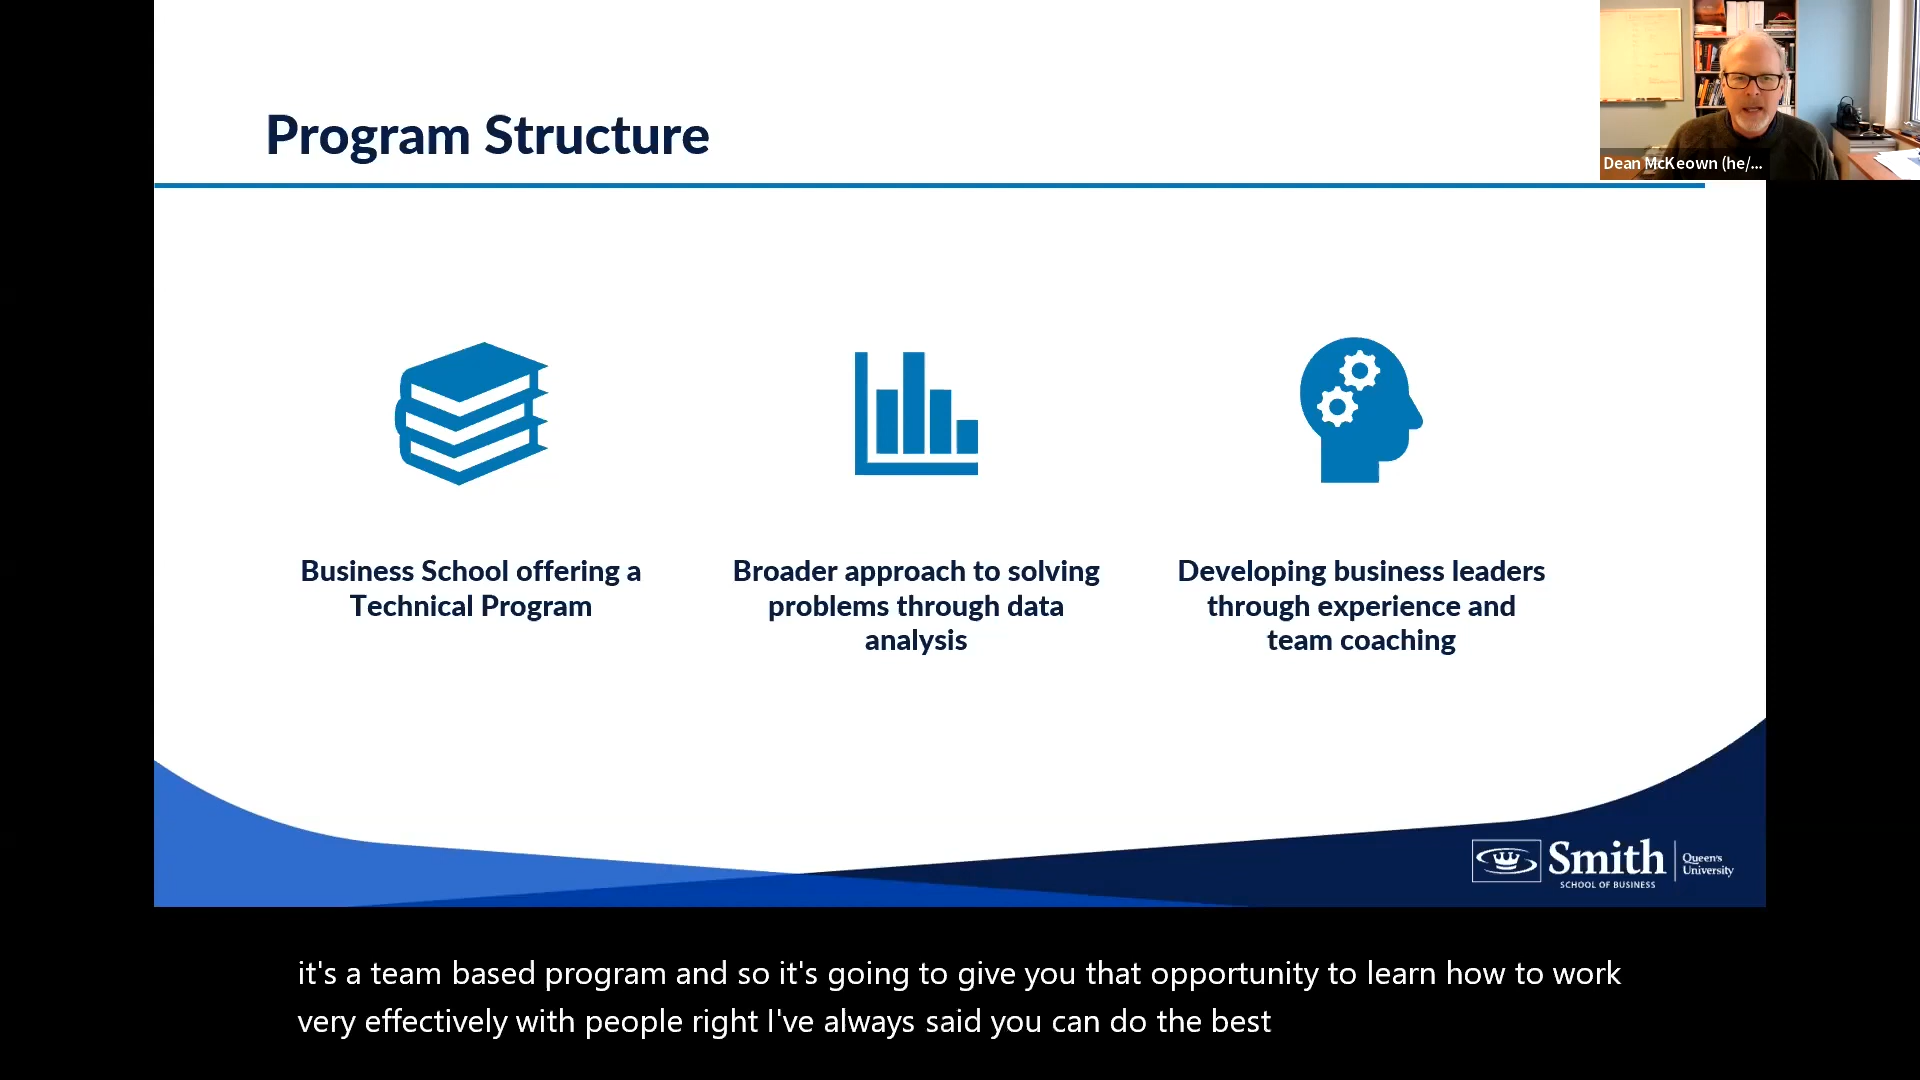 Program Structure
Dean McKeown (he/...
Business School offering a
Technical Program
Broader approach to solving
problems through data
analysis
Developing business leaders
through experience and
team coaching
Smith
SCHOOL OF BUSINESS
Queen's
University
it's a team based program and so it's going to give you that opportunity to learn how to work
very effectively with people right I've always said you can do the best